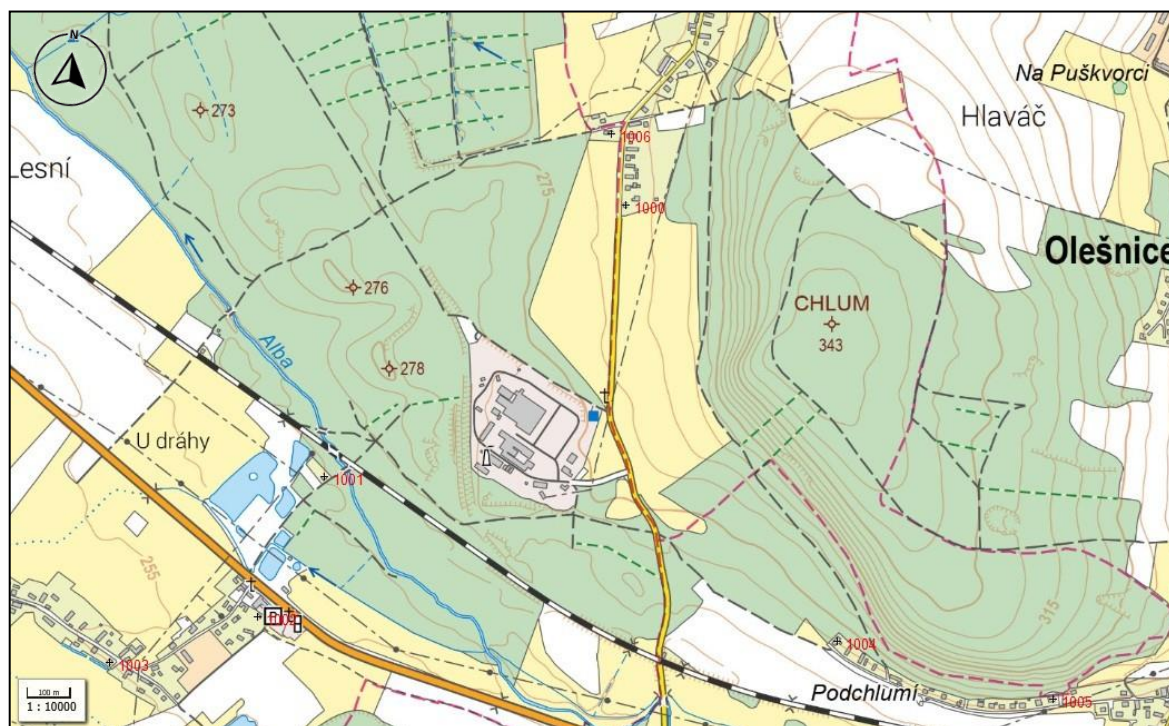 N
Na Puškvorci
273
Hlaváč
1006
Lesní
275
1000
Olešnice
276
CHLUM
343
Alba
278
U dráhy
1001
255
315
1003
1004
Podchlumí
1005
100 m
1 : 10000